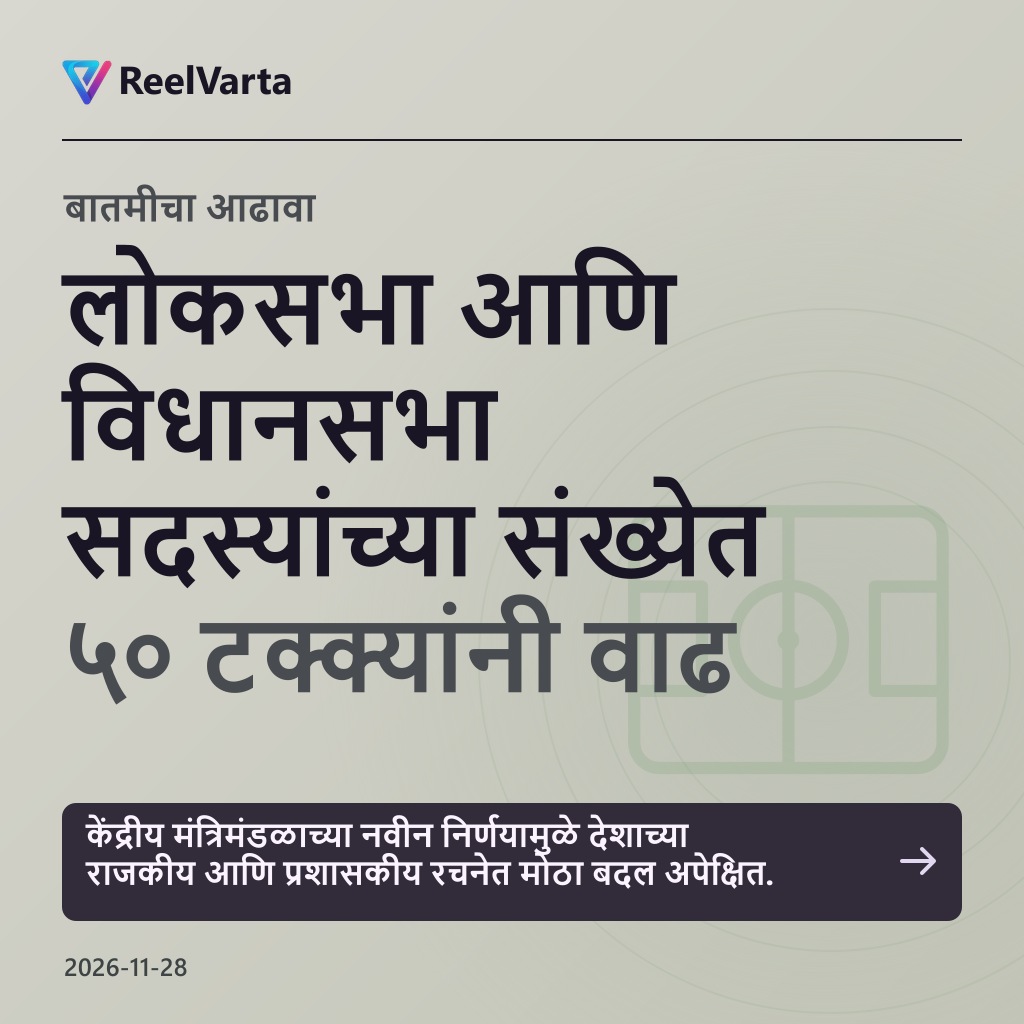 ReelVarta
बातमीचा आढावा
लोकसभा आणि
विधानसभा
सदस्यांच्या संख्येत
५० टक्क्यांनी वाढ
केंद्रीय मंत्रिमंडळाच्या नवीन निर्णयामुळे देशाच्या
राजकीय आणि प्रशासकीय रचनेत मोठा बदल अपेक्षित.
2026-11-28